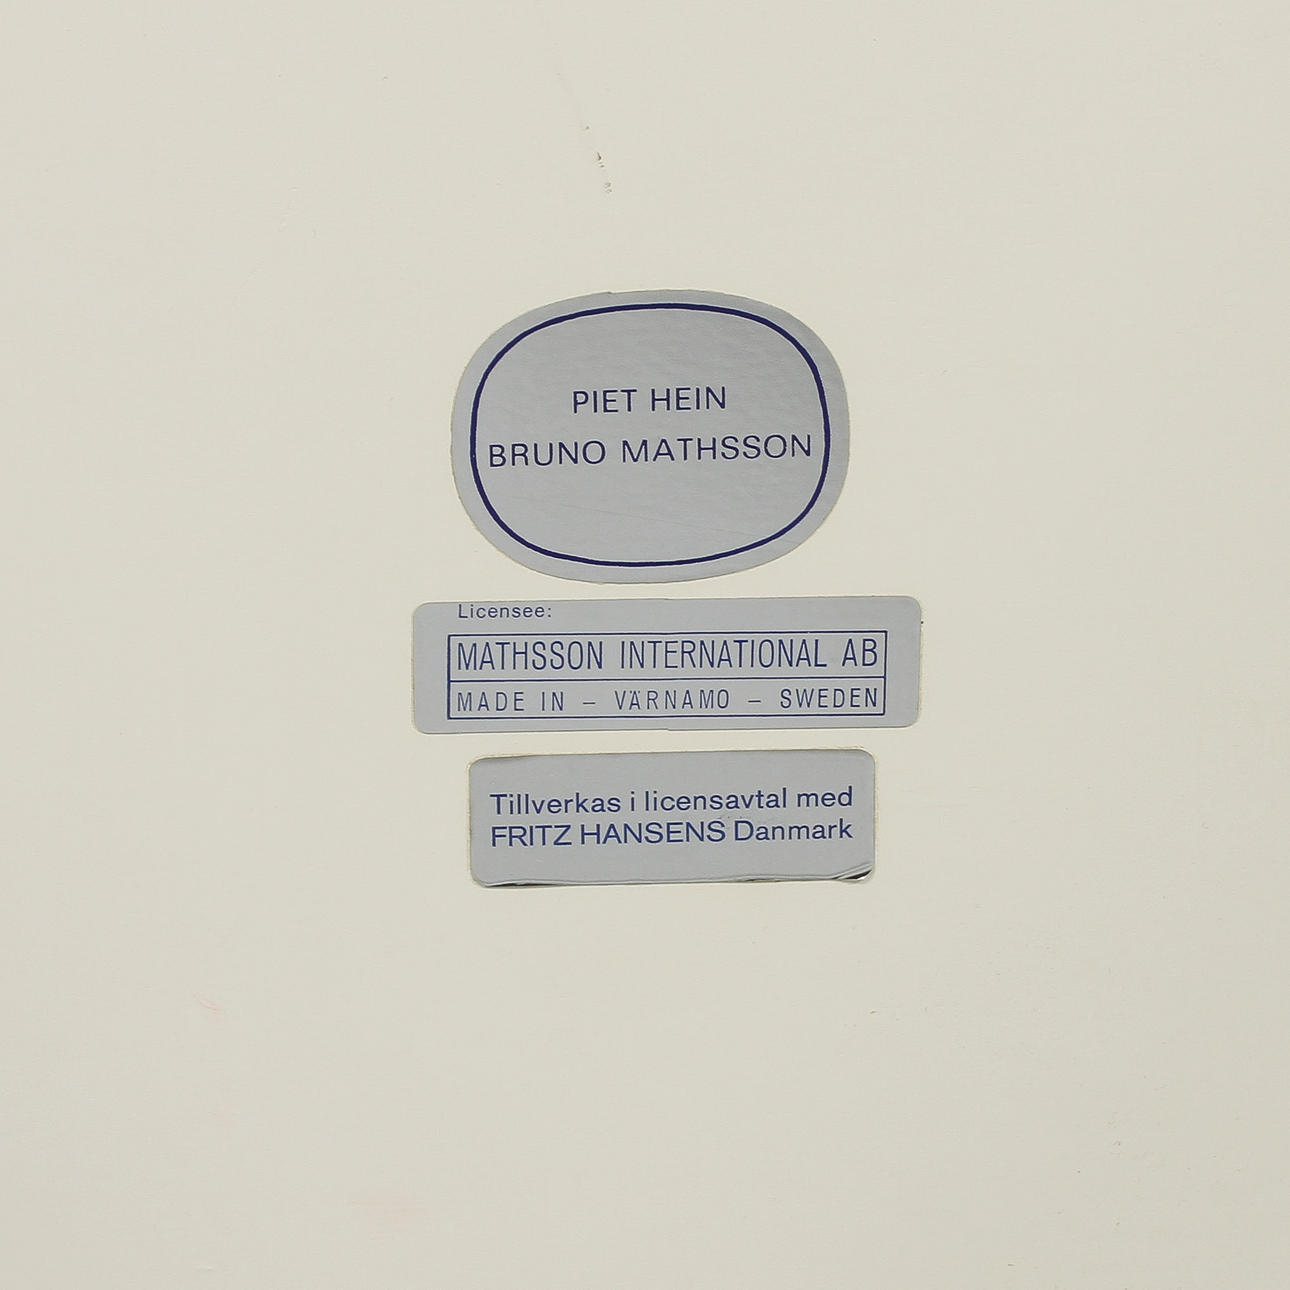 PIET HEIN
BRUNO MATHSSON
Licensee:
MATHSSON INTERNATIONAL AB
MADE IN – VÄRNAMO – SWEDEN
Tillverkas i licensavtal med
FRITZ HANSENS Danmark